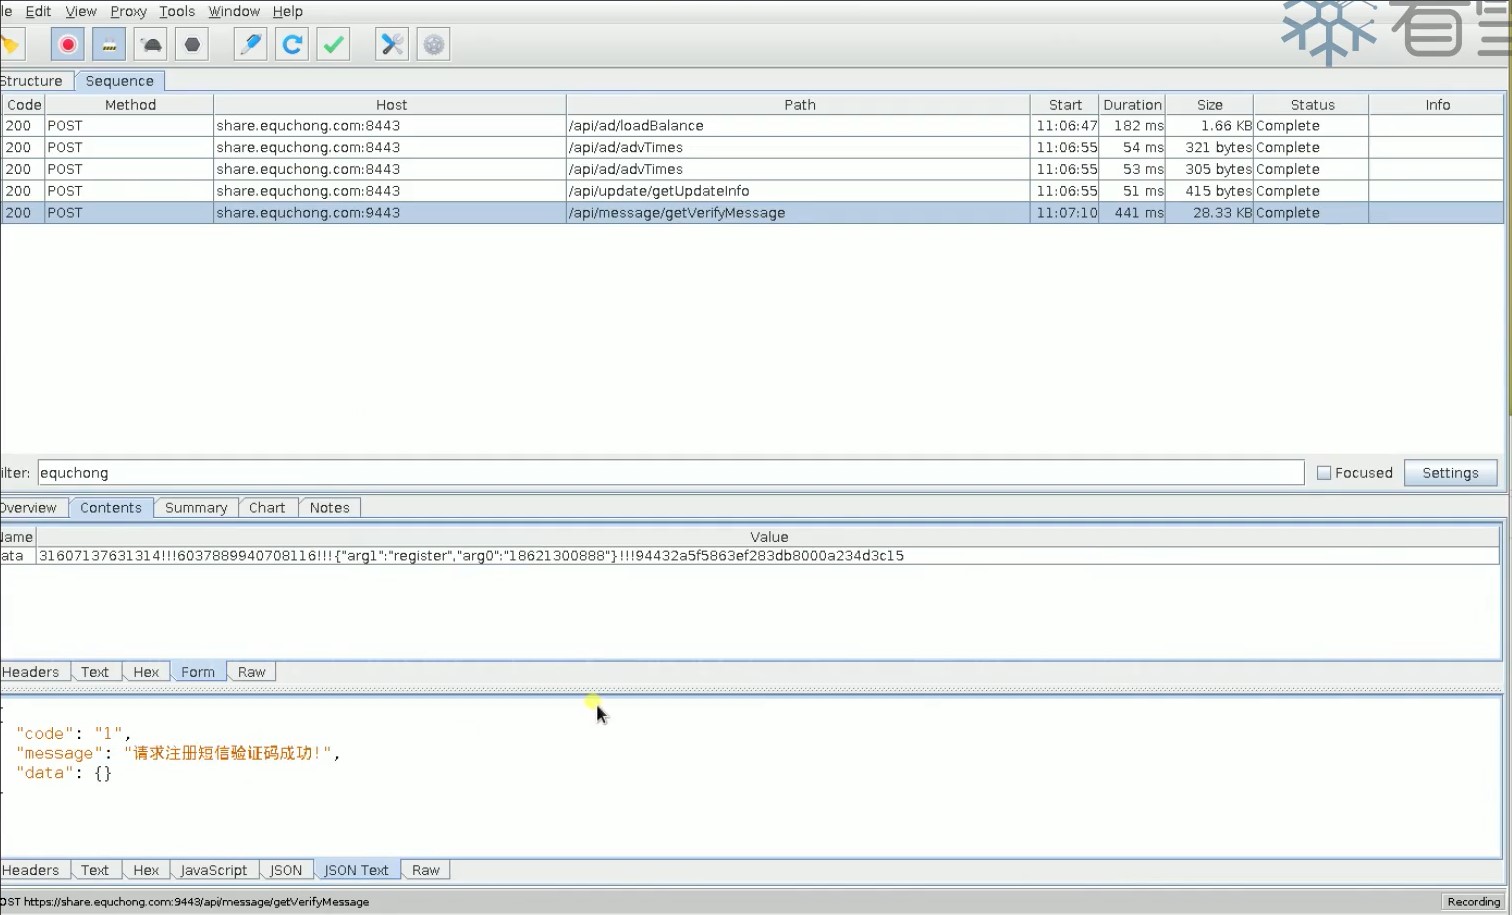 le Edit View Proxy Tools Window Help
看雪
Structure Sequence
Code Method Host Path Start Duration Size Status Info
200 POST share.equchong.com:8443 /api/ad/loadBalance 11:06:47 182 ms 1.66 KB Complete
200 POST share.equchong.com:8443 /api/ad/advTimes 11:06:55 54 ms 321 bytes Complete
200 POST share.equchong.com:8443 /api/ad/advTimes 11:06:55 53 ms 305 bytes Complete
200 POST share.equchong.com:8443 /api/update/getUpdateInfo 11:06:55 51 ms 415 bytes Complete
200 POST share.equchong.com:9443 /api/message/getVerifyMessage 11:07:10 441 ms 28.33 KB Complete
ilter: equchong Focused Settings
Overview Contents Summary Chart Notes
Name Value
ata 31607137631314!!!6037889940708116!!!{"arg1":"register","arg0":"18621300888"}!!!94432a5f5863ef283db8000a234d3c15
Headers Text Hex Form Raw
"code": "1",
"message": "请求注册短信验证码成功!",
"data": {}
Headers Text Hex JavaScript JSON JSON Text Raw
OST https://share.equchong.com:9443/api/message/getVerifyMessage Recording